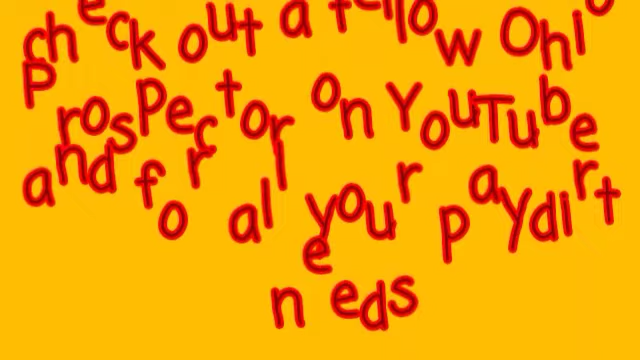 check out a fellow Ohio
Prospector on YouTube
and for all your paydirt
needs